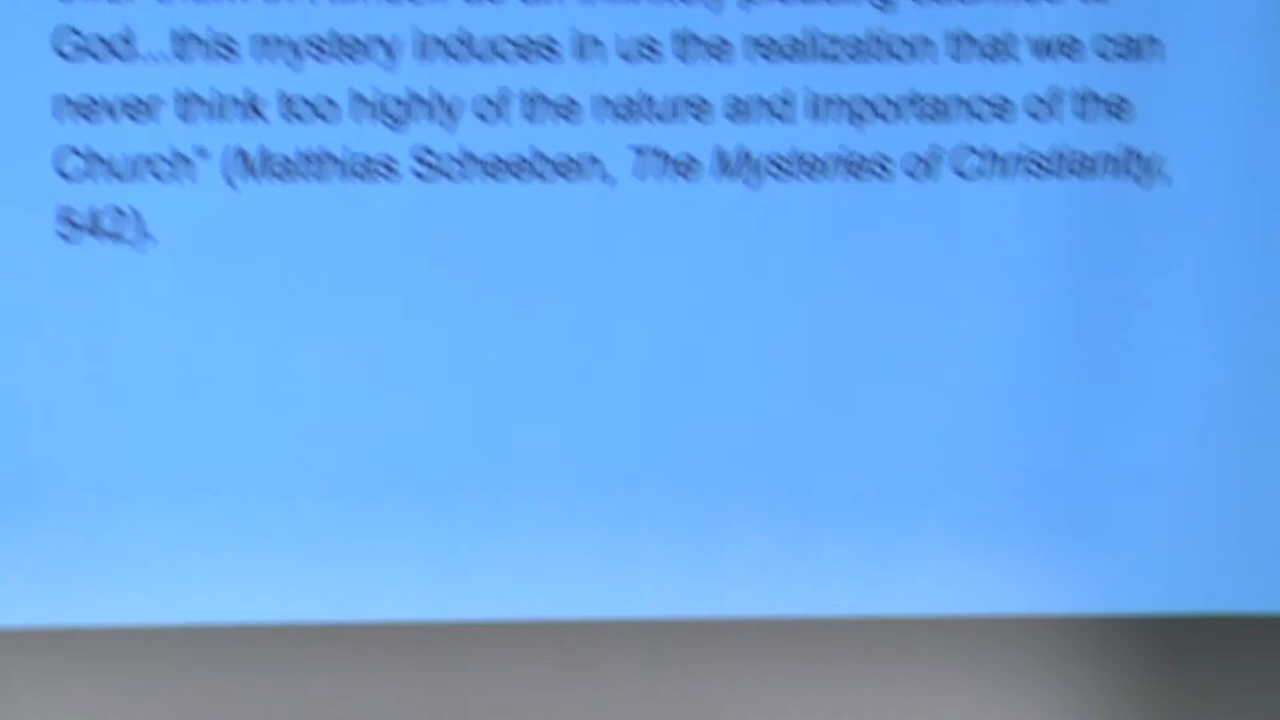 God...this mystery induces in us the realization that we can
never think too highly of the nature and importance of the
Church" (Matthias Scheeben, The Mysteries of Christianity,
542).